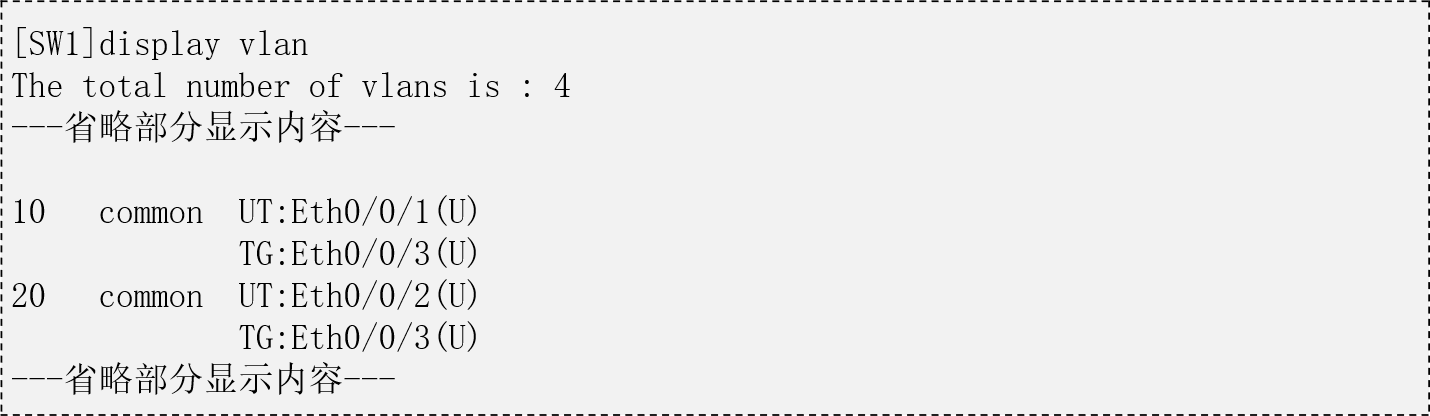 [SW1]display vlan
The total number of vlans is : 4
---省略部分显示内容---
10   common  UT:Eth0/0/1(U)
             TG:Eth0/0/3(U)
20   common  UT:Eth0/0/2(U)
             TG:Eth0/0/3(U)
---省略部分显示内容---